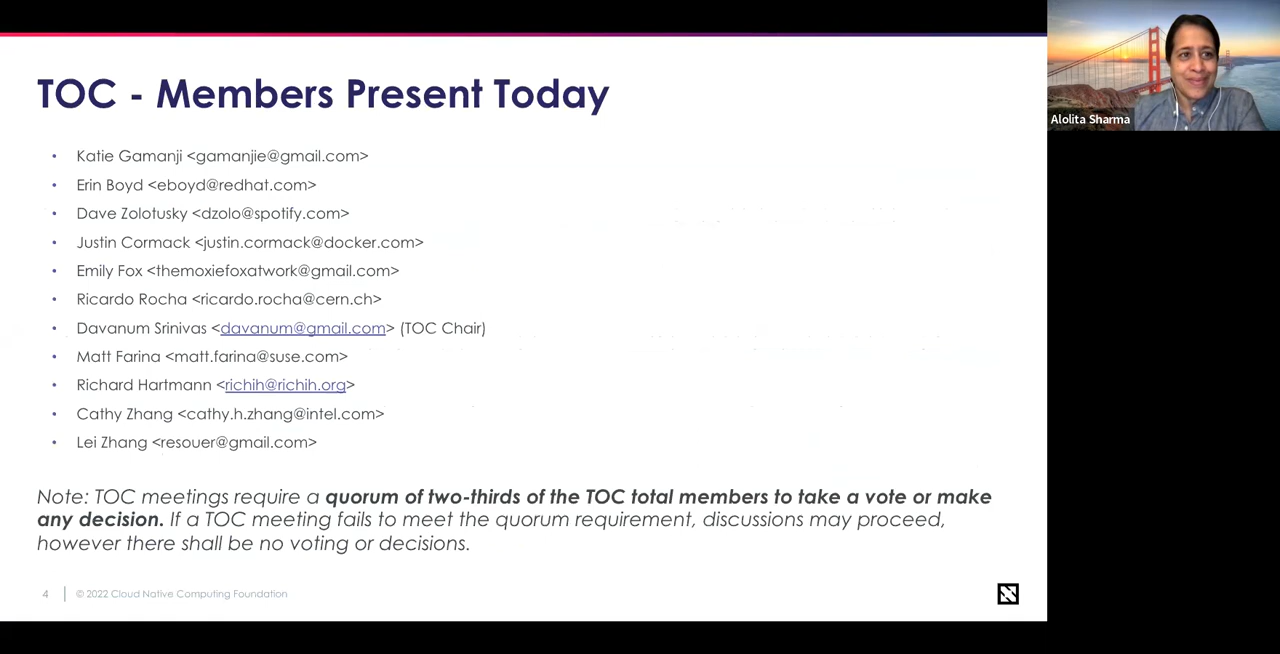 TOC - Members Present Today
• Katie Gamanji <gamanjie@gmail.com>
• Erin Boyd <eboyd@redhat.com>
• Dave Zolotusky <dzolo@spotify.com>
• Justin Cormack <justin.cormack@docker.com>
• Emily Fox <themoxiefoxatwork@gmail.com>
• Ricardo Rocha <ricardo.rocha@cern.ch>
• Davanum Srinivas <davanum@gmail.com> (TOC Chair)
• Matt Farina <matt.farina@suse.com>
• Richard Hartmann <richih@richih.org>
• Cathy Zhang <cathy.h.zhang@intel.com>
• Lei Zhang <resouer@gmail.com>
Note: TOC meetings require a quorum of two-thirds of the TOC total members to take a vote or make
any decision. If a TOC meeting fails to meet the quorum requirement, discussions may proceed,
however there shall be no voting or decisions.
4 | © 2022 Cloud Native Computing Foundation
Alolita Sharma